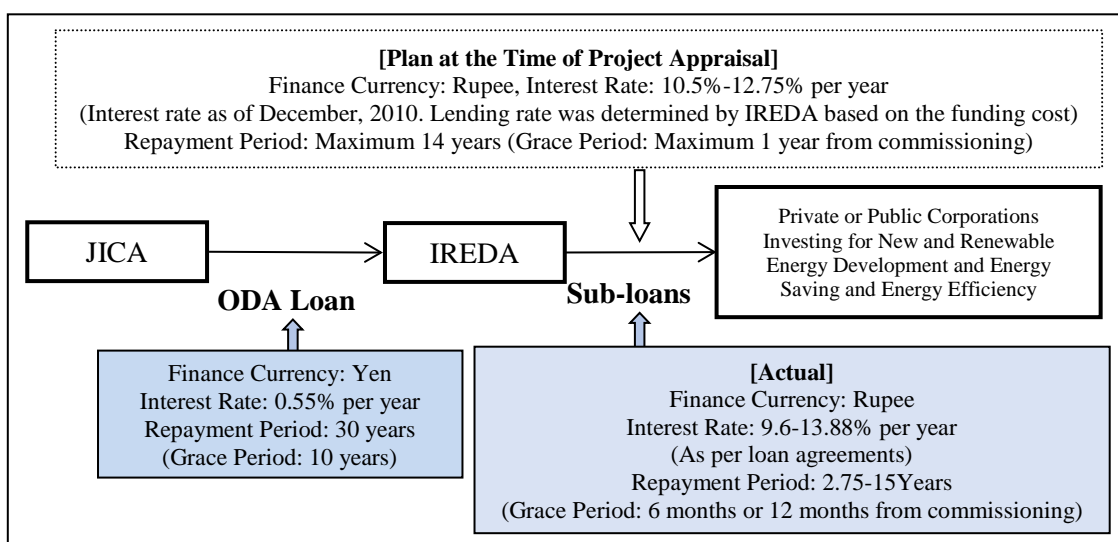 [Plan at the Time of Project Appraisal]
Finance Currency: Rupee, Interest Rate: 10.5%-12.75% per year
(Interest rate as of December, 2010. Lending rate was determined by IREDA based on the funding cost)
Repayment Period: Maximum 14 years (Grace Period: Maximum 1 year from commissioning)
JICA
IREDA
Private or Public Corporations
Investing for New and Renewable
Energy Development and Energy
Saving and Energy Efficiency
ODA Loan
Sub-loans
Finance Currency: Yen
Interest Rate: 0.55% per year
Repayment Period: 30 years
(Grace Period: 10 years)
[Actual]
Finance Currency: Rupee
Interest Rate: 9.6-13.88% per year
(As per loan agreements)
Repayment Period: 2.75-15Years
(Grace Period: 6 months or 12 months from commissioning)